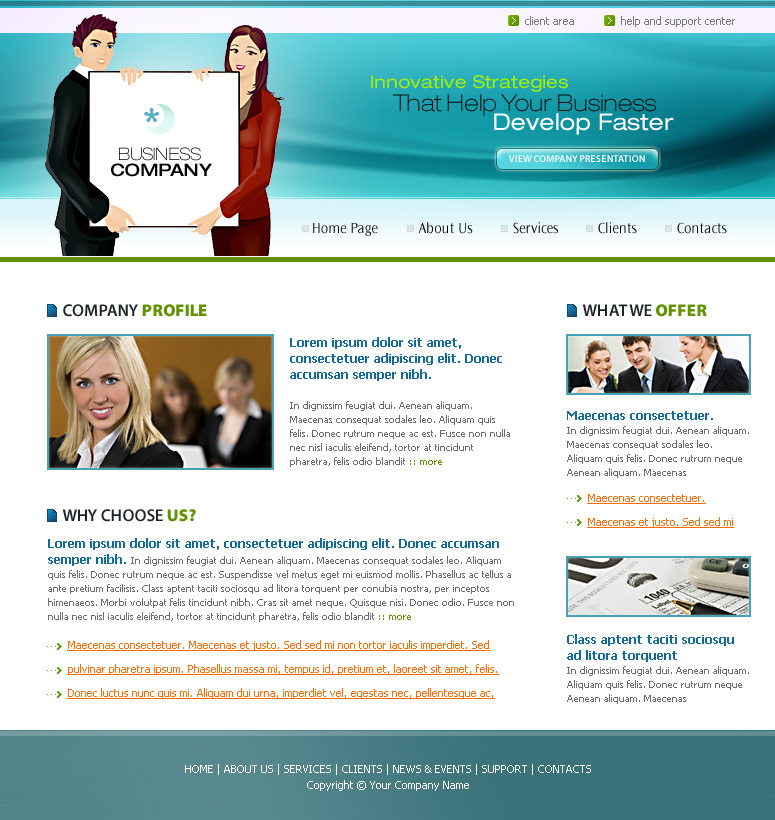 client area
help and support center
Innovative Strategies
That Help Your Business
Develop Faster
VIEW COMPANY PRESENTATION
*
BUSINESS
COMPANY
Home Page
About Us
Services
Clients
Contacts
COMPANY PROFILE
Lorem ipsum dolor sit amet,
consectetuer adipiscing elit. Donec
accumsan semper nibh.
In dignissim feugiat dui. Aenean aliquam.
Maecenas consequat sodales leo. Aliquam quis
felis. Donec rutrum neque ac est. Fusce non nulla
nec nisl iaculis eleifend, tortor at tincidunt
pharetra, felis odio blandit :: more
WHY CHOOSE US?
Lorem ipsum dolor sit amet, consectetuer adipiscing elit. Donec accumsan
semper nibh. In dignissim feugiat dui. Aenean aliquam. Maecenas consequat sodales leo. Aliquam
quis felis. Donec rutrum neque ac est. Suspendisse vel metus eget mi euismod mollis. Phasellus ac tellus a
ante pretium facilisis. Class aptent taciti sociosqu ad litora torquent per conubia nostra, per inceptos
himenaeos. Morbi volutpat felis tincidunt nibh. Cras sit amet neque. Quisque nisi. Donec odio. Fusce
nulla nec nisl iaculis eleifend, tortor at tincidunt pharetra, felis odio blandit :: more
Maecenas consectetuer. Maecenas et justo. Sed sed mi non tortor iaculis imperdiet. Sed
pulvinar pharetra ipsum. Phasellus massa mi, tempus id, pretium et, laoreet sit amet, felis.
Donec luctus nunc quis mi. Aliquam dui urna, imperdiet vel, egestas nec, pellentesque ac,
WHAT WE OFFER
Maecenas consectetuer.
In dignissim feugiat dui. Aenean aliquam.
Maecenas consequat sodales leo.
Aliquam quis felis. Donec rutrum neque
Aenean aliquam. Maecenas
Maecenas consectetuer.
Maecenas et justo. Sed sed mi
1040
Class aptent taciti sociosqu
ad litora torquent
In dignissim feugiat dui. Aenean aliquam.
Aliquam quis felis. Donec rutrum neque
Aenean aliquam. Maecenas
HOME | ABOUT US | SERVICES | CLIENTS | NEWS & EVENTS | SUPPORT | CONTACTS
Copyright © Your Company Name